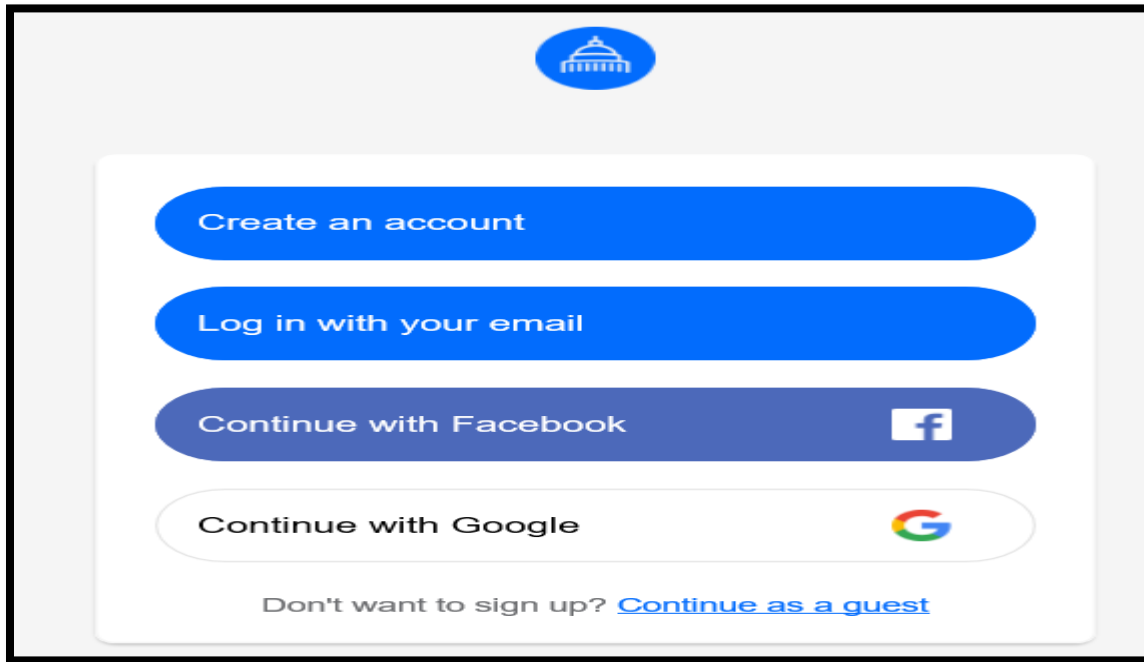 Create an account
Log in with your email
Continue with Facebook
Continue with Google
Don't want to sign up? Continue as a guest